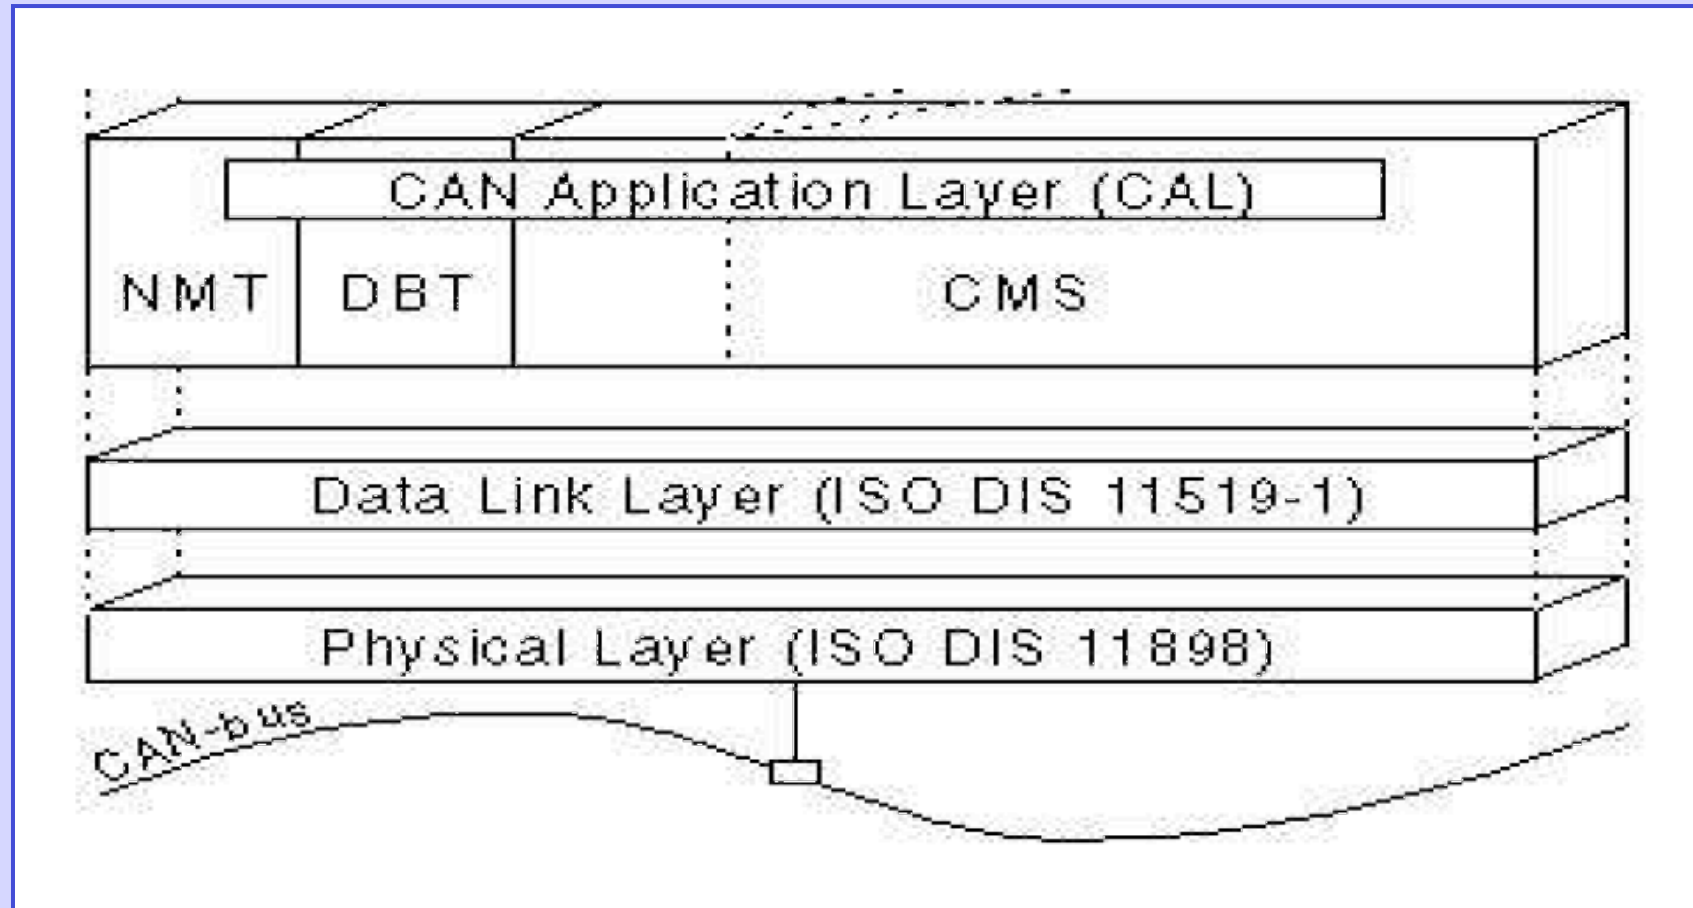 CAN Application Layer (CAL)
NMT DBT CMS
Data Link Layer (ISO DIS 11519-1)
Physical Layer (ISO DIS 11898)
CAN-bus